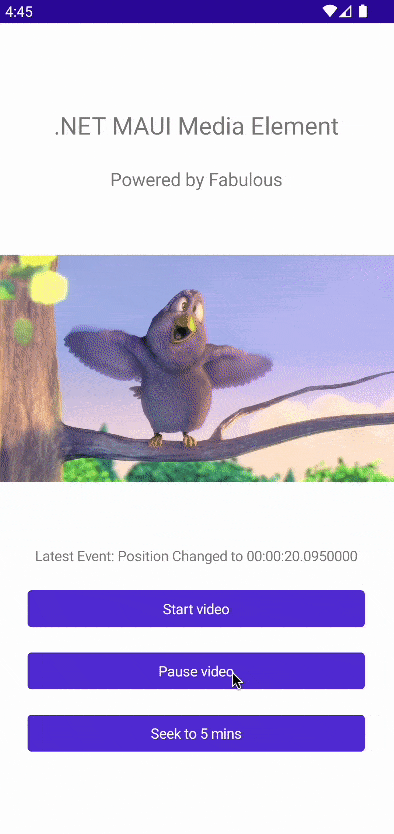 4:45
.NET MAUI Media Element
Powered by Fabulous
Latest Event: Position Changed to 00:00:20.0950000
Start video
Pause video
Seek to 5 mins